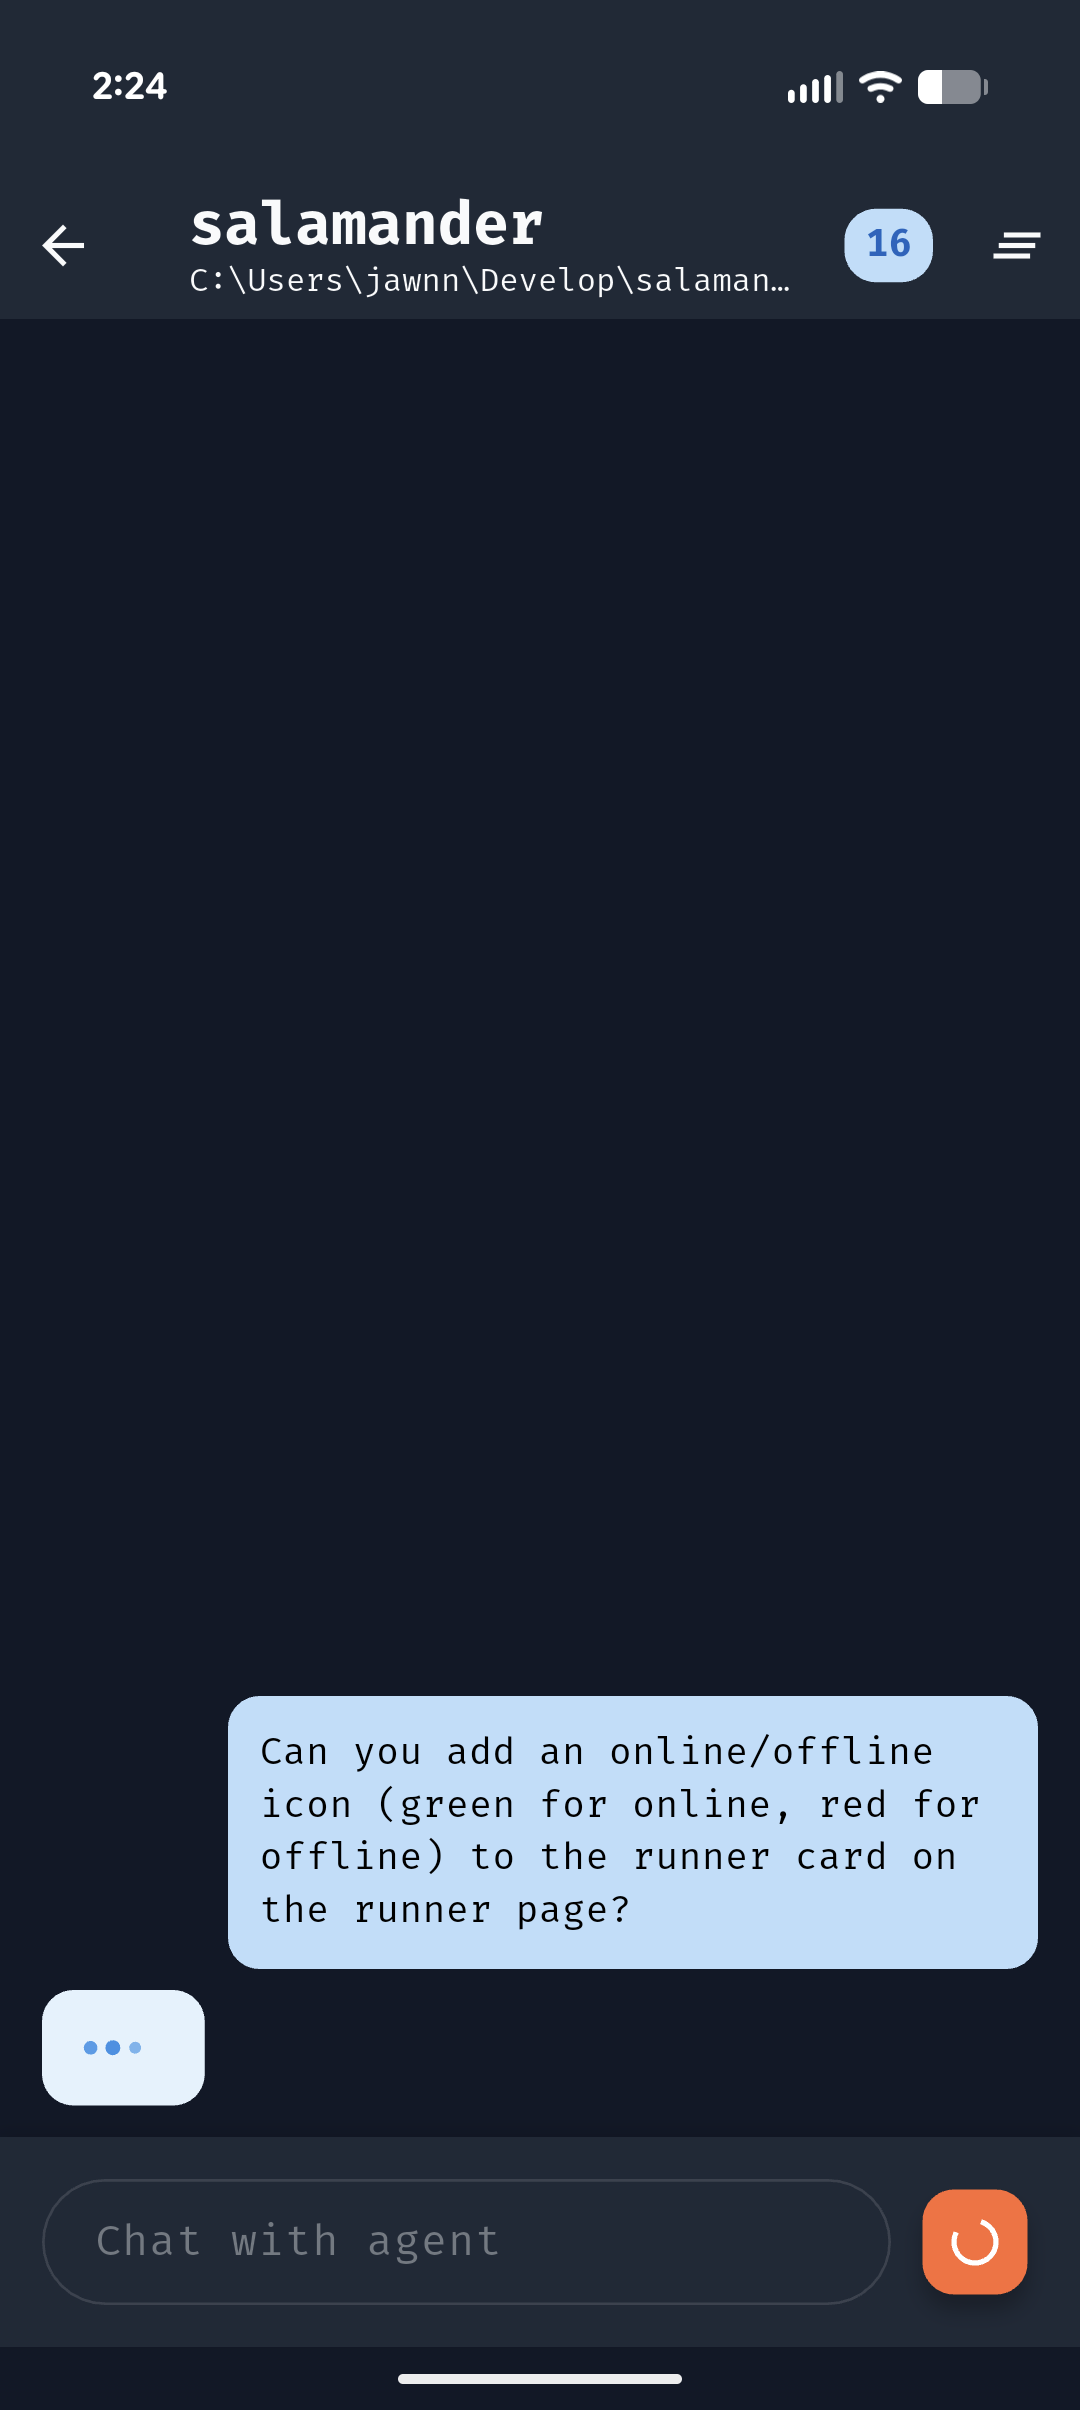 2:24
salamander
16
C:\Users\jawnn\Develop\salaman…
Can you add an online/offline
icon (green for online, red for
offline) to the runner card on
the runner page?
Chat with agent